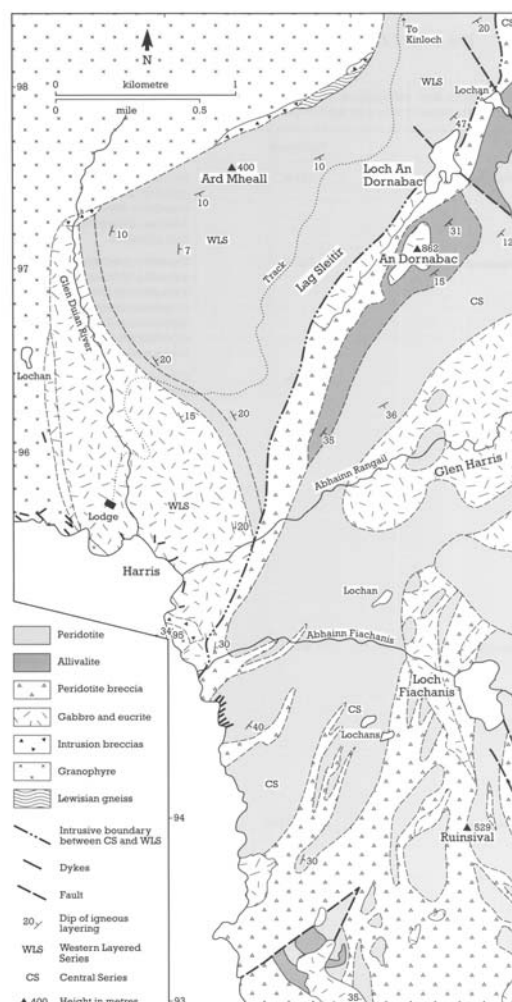 20
CS
To
Kinloch
N
WLS
98
0
kilometre
1
Lochan
0
mile
0.5
47
400
Ard Mheall
10
Loch An
Dornabac
10
31
12
10
WLS
7
862
An Dornabac
97
Track
Lag Sleitir
15
CS
Glen Duian River
Lochan
20
36
15
20
35
96
Abhainn Rangail
Glen Harris
Lodge
WLS
20
Harris
Lochan
34
95
30
Abhainn Fiachanis
Loch
Fiachanis
Peridotite
Allivalite
CS
Peridotite breccia
40
Lochans
Gabbro and eucrite
Intrusion breccias
CS
Granophyre
Lewisian gneiss
94
529
Ruinsival
Intrusive boundary
between CS and WLS
30
Dykes
Fault
20
Dip of igneous
layering
WLS
Western Layered
Series
CS
Central Series
35
400
Height in metres
93